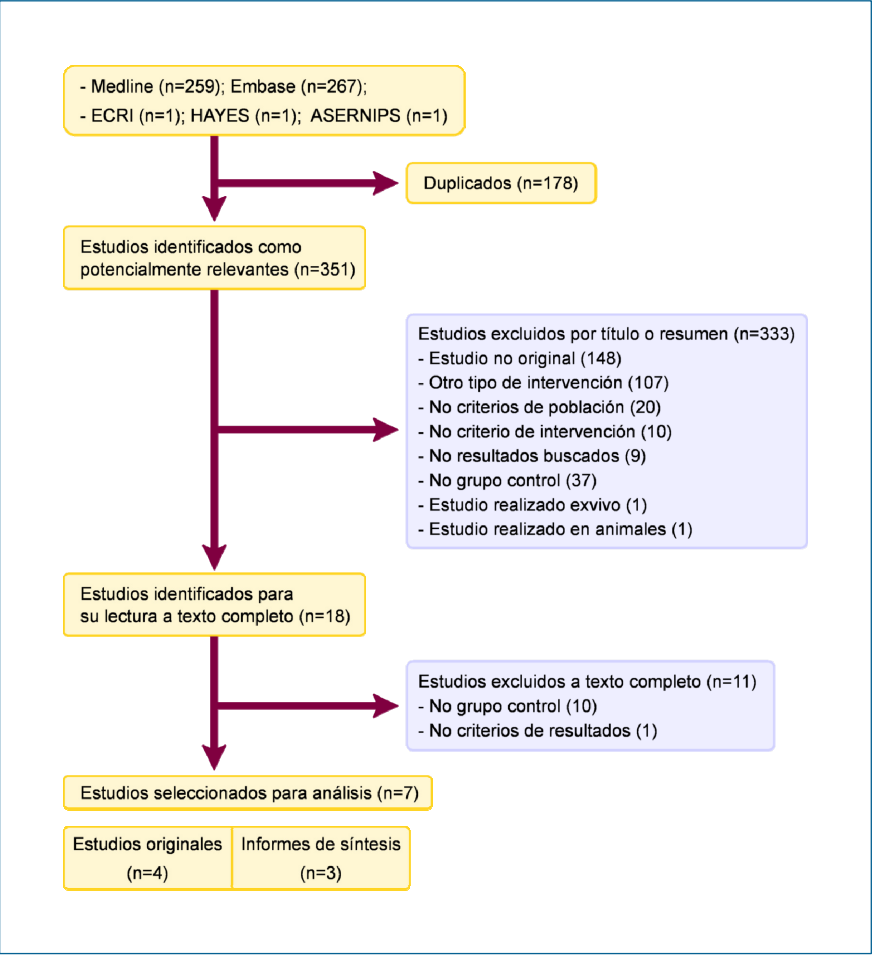 - Medline (n=259); Embase (n=267);
- ECRI (n=1); HAYES (n=1); ASERNIPS (n=1)
Duplicados (n=178)
Estudios identificados como
potencialmente relevantes (n=351)
Estudios excluidos por título o resumen (n=333)
- Estudio no original (148)
- Otro tipo de intervención (107)
- No criterios de población (20)
- No criterio de intervención (10)
- No resultados buscados (9)
- No grupo control (37)
- Estudio realizado exvivo (1)
- Estudio realizado en animales (1)
Estudios identificados para
su lectura a texto completo (n=18)
Estudios excluidos a texto completo (n=11)
- No grupo control (10)
- No criterios de resultados (1)
Estudios seleccionados para análisis (n=7)
Estudios originales
(n=4)
Informes de síntesis
(n=3)